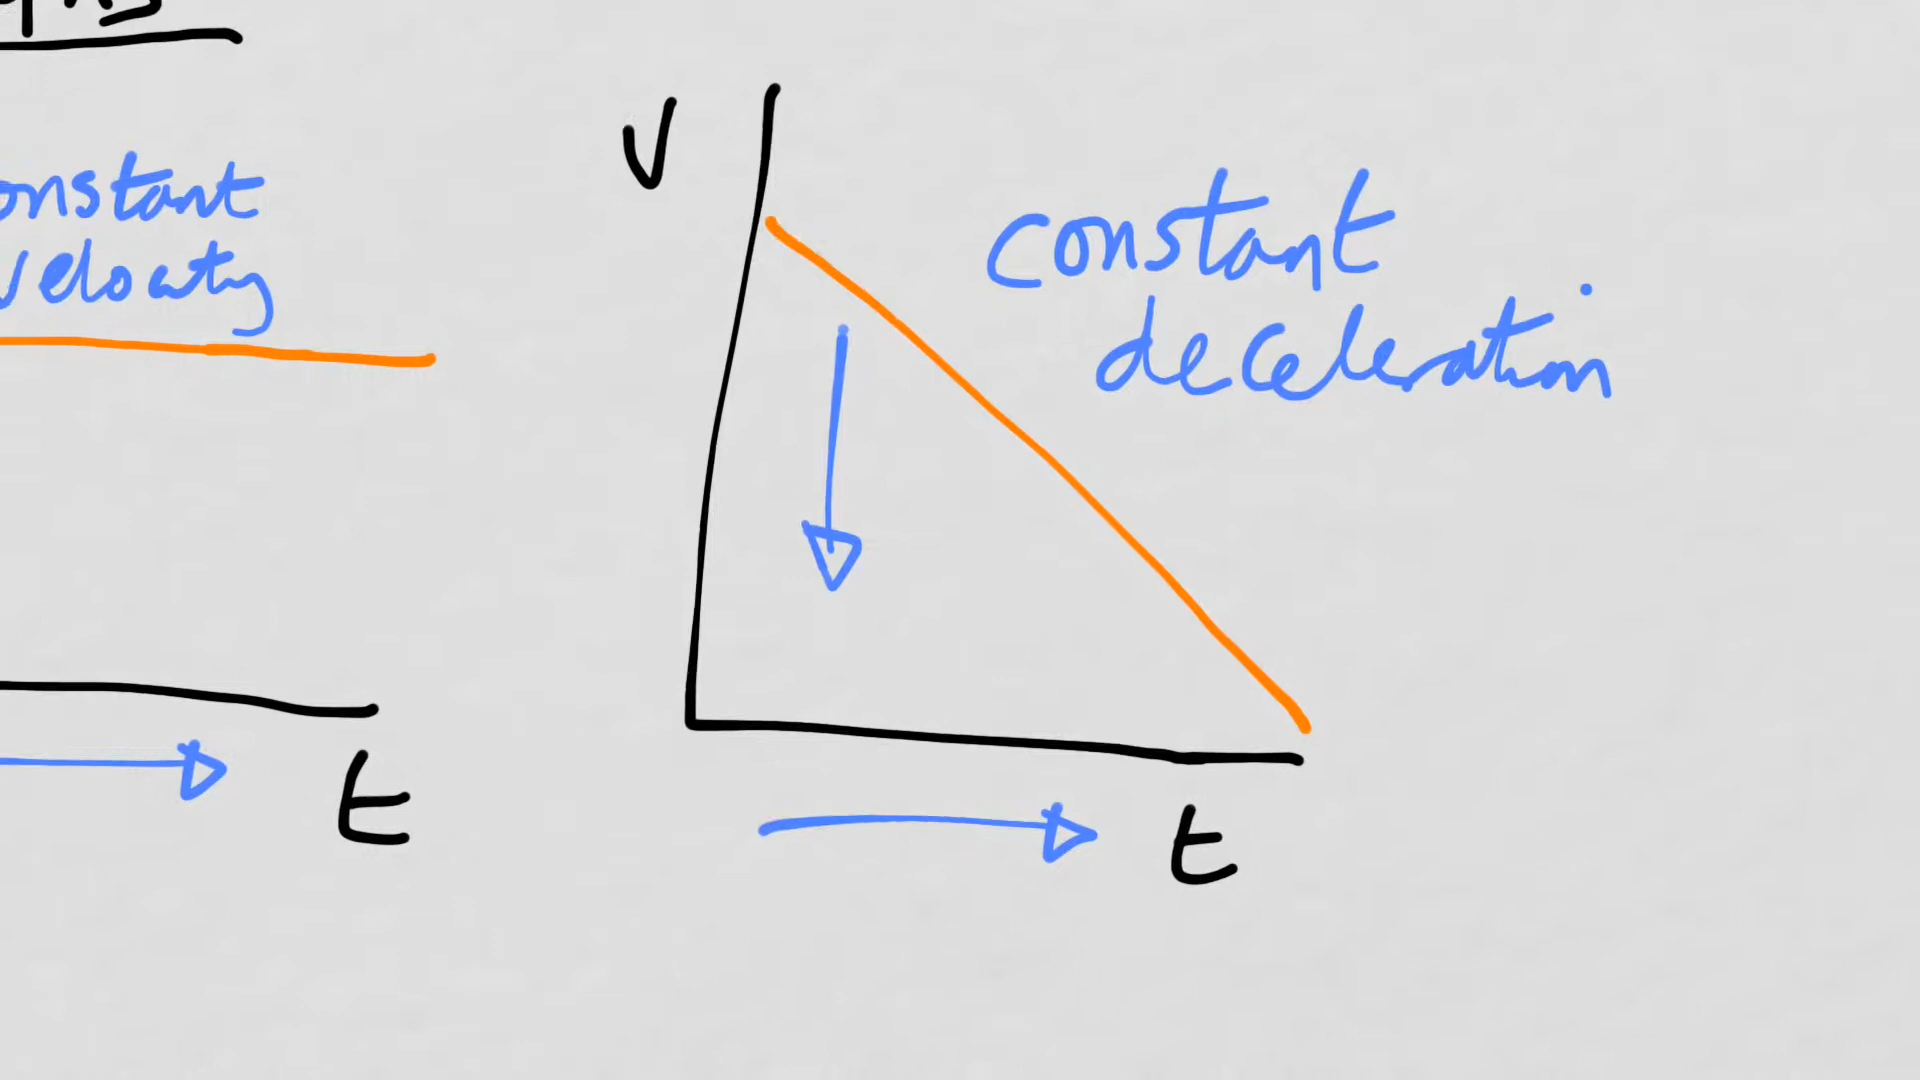 onstant
velocity
t
V
constant
deceleration
t